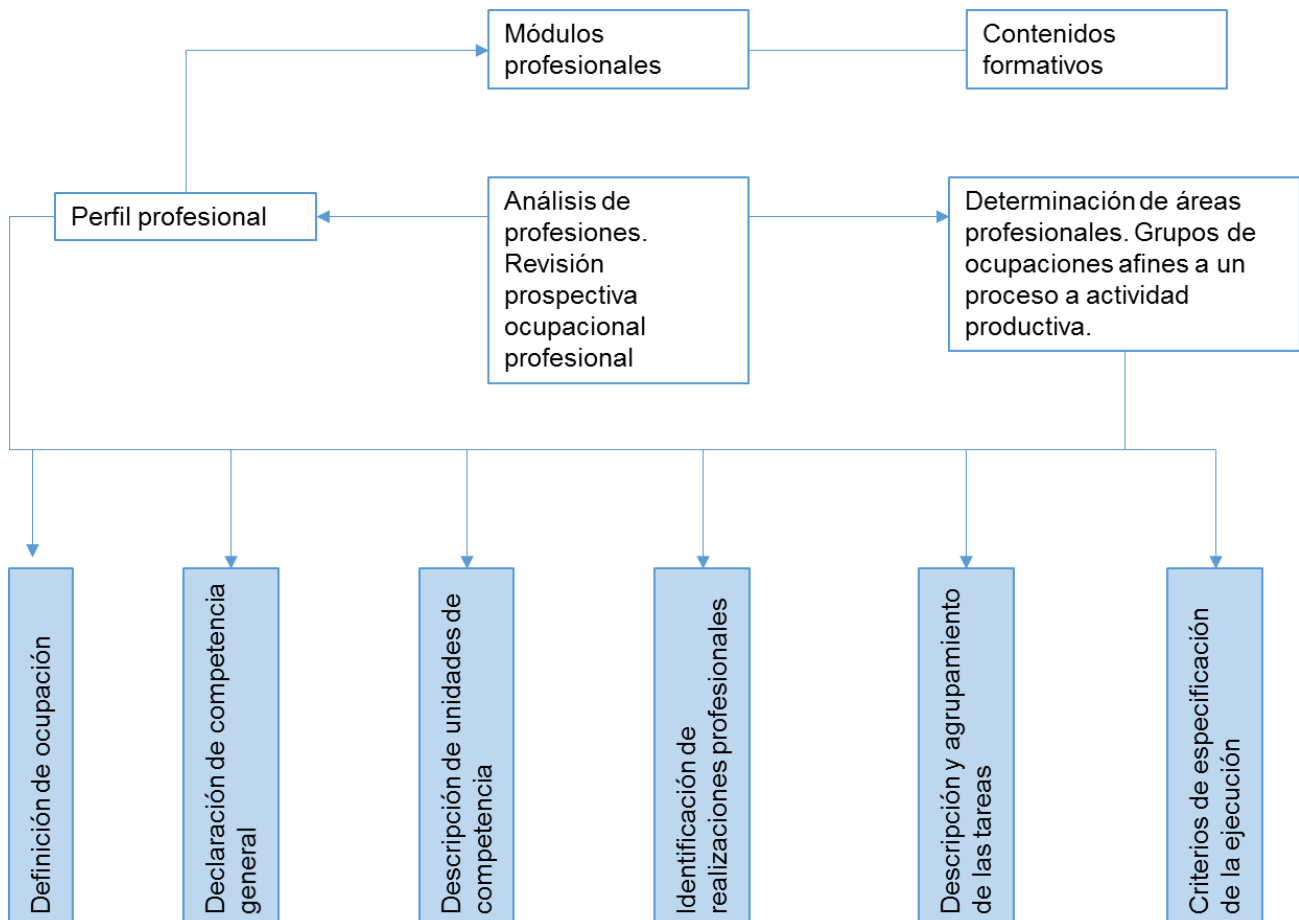 Módulos
profesionales
Contenidos
formativos
Perfil profesional
Análisis de
profesiones.
Revisión
prospectiva
ocupacional
profesional
Determinación de áreas
profesionales. Grupos de
ocupaciones afines a un
proceso a actividad
productiva.
Definición de ocupación
Declaración de competencia
general
Descripción de unidades de
competencia
Identificación de
realizaciones profesionales
Descripción y agrupamiento
de las tareas
Criterios de especificación
de la ejecución